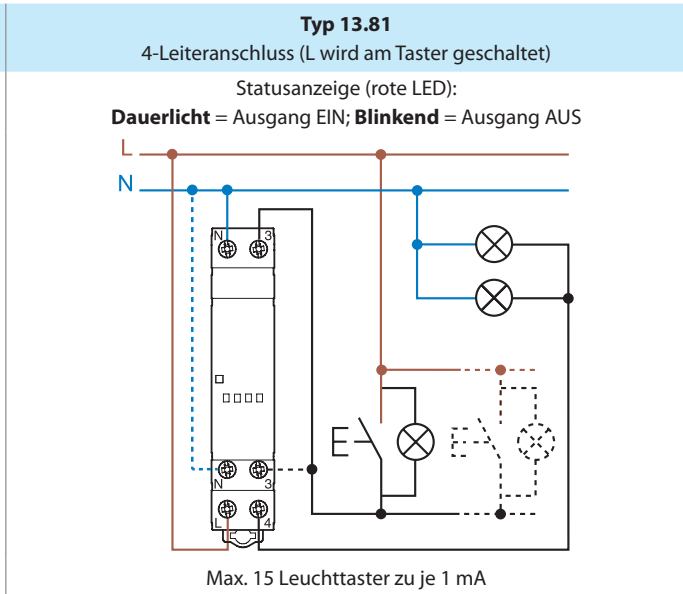 Typ 13.81
4-Leiteranschluss (L wird am Taster geschaltet)
Statusanzeige (rote LED):
Dauerlicht = Ausgang EIN; Blinkend = Ausgang AUS
L
N
N 3
N 3
L 4
Max. 15 Leuchttaster zu je 1 mA